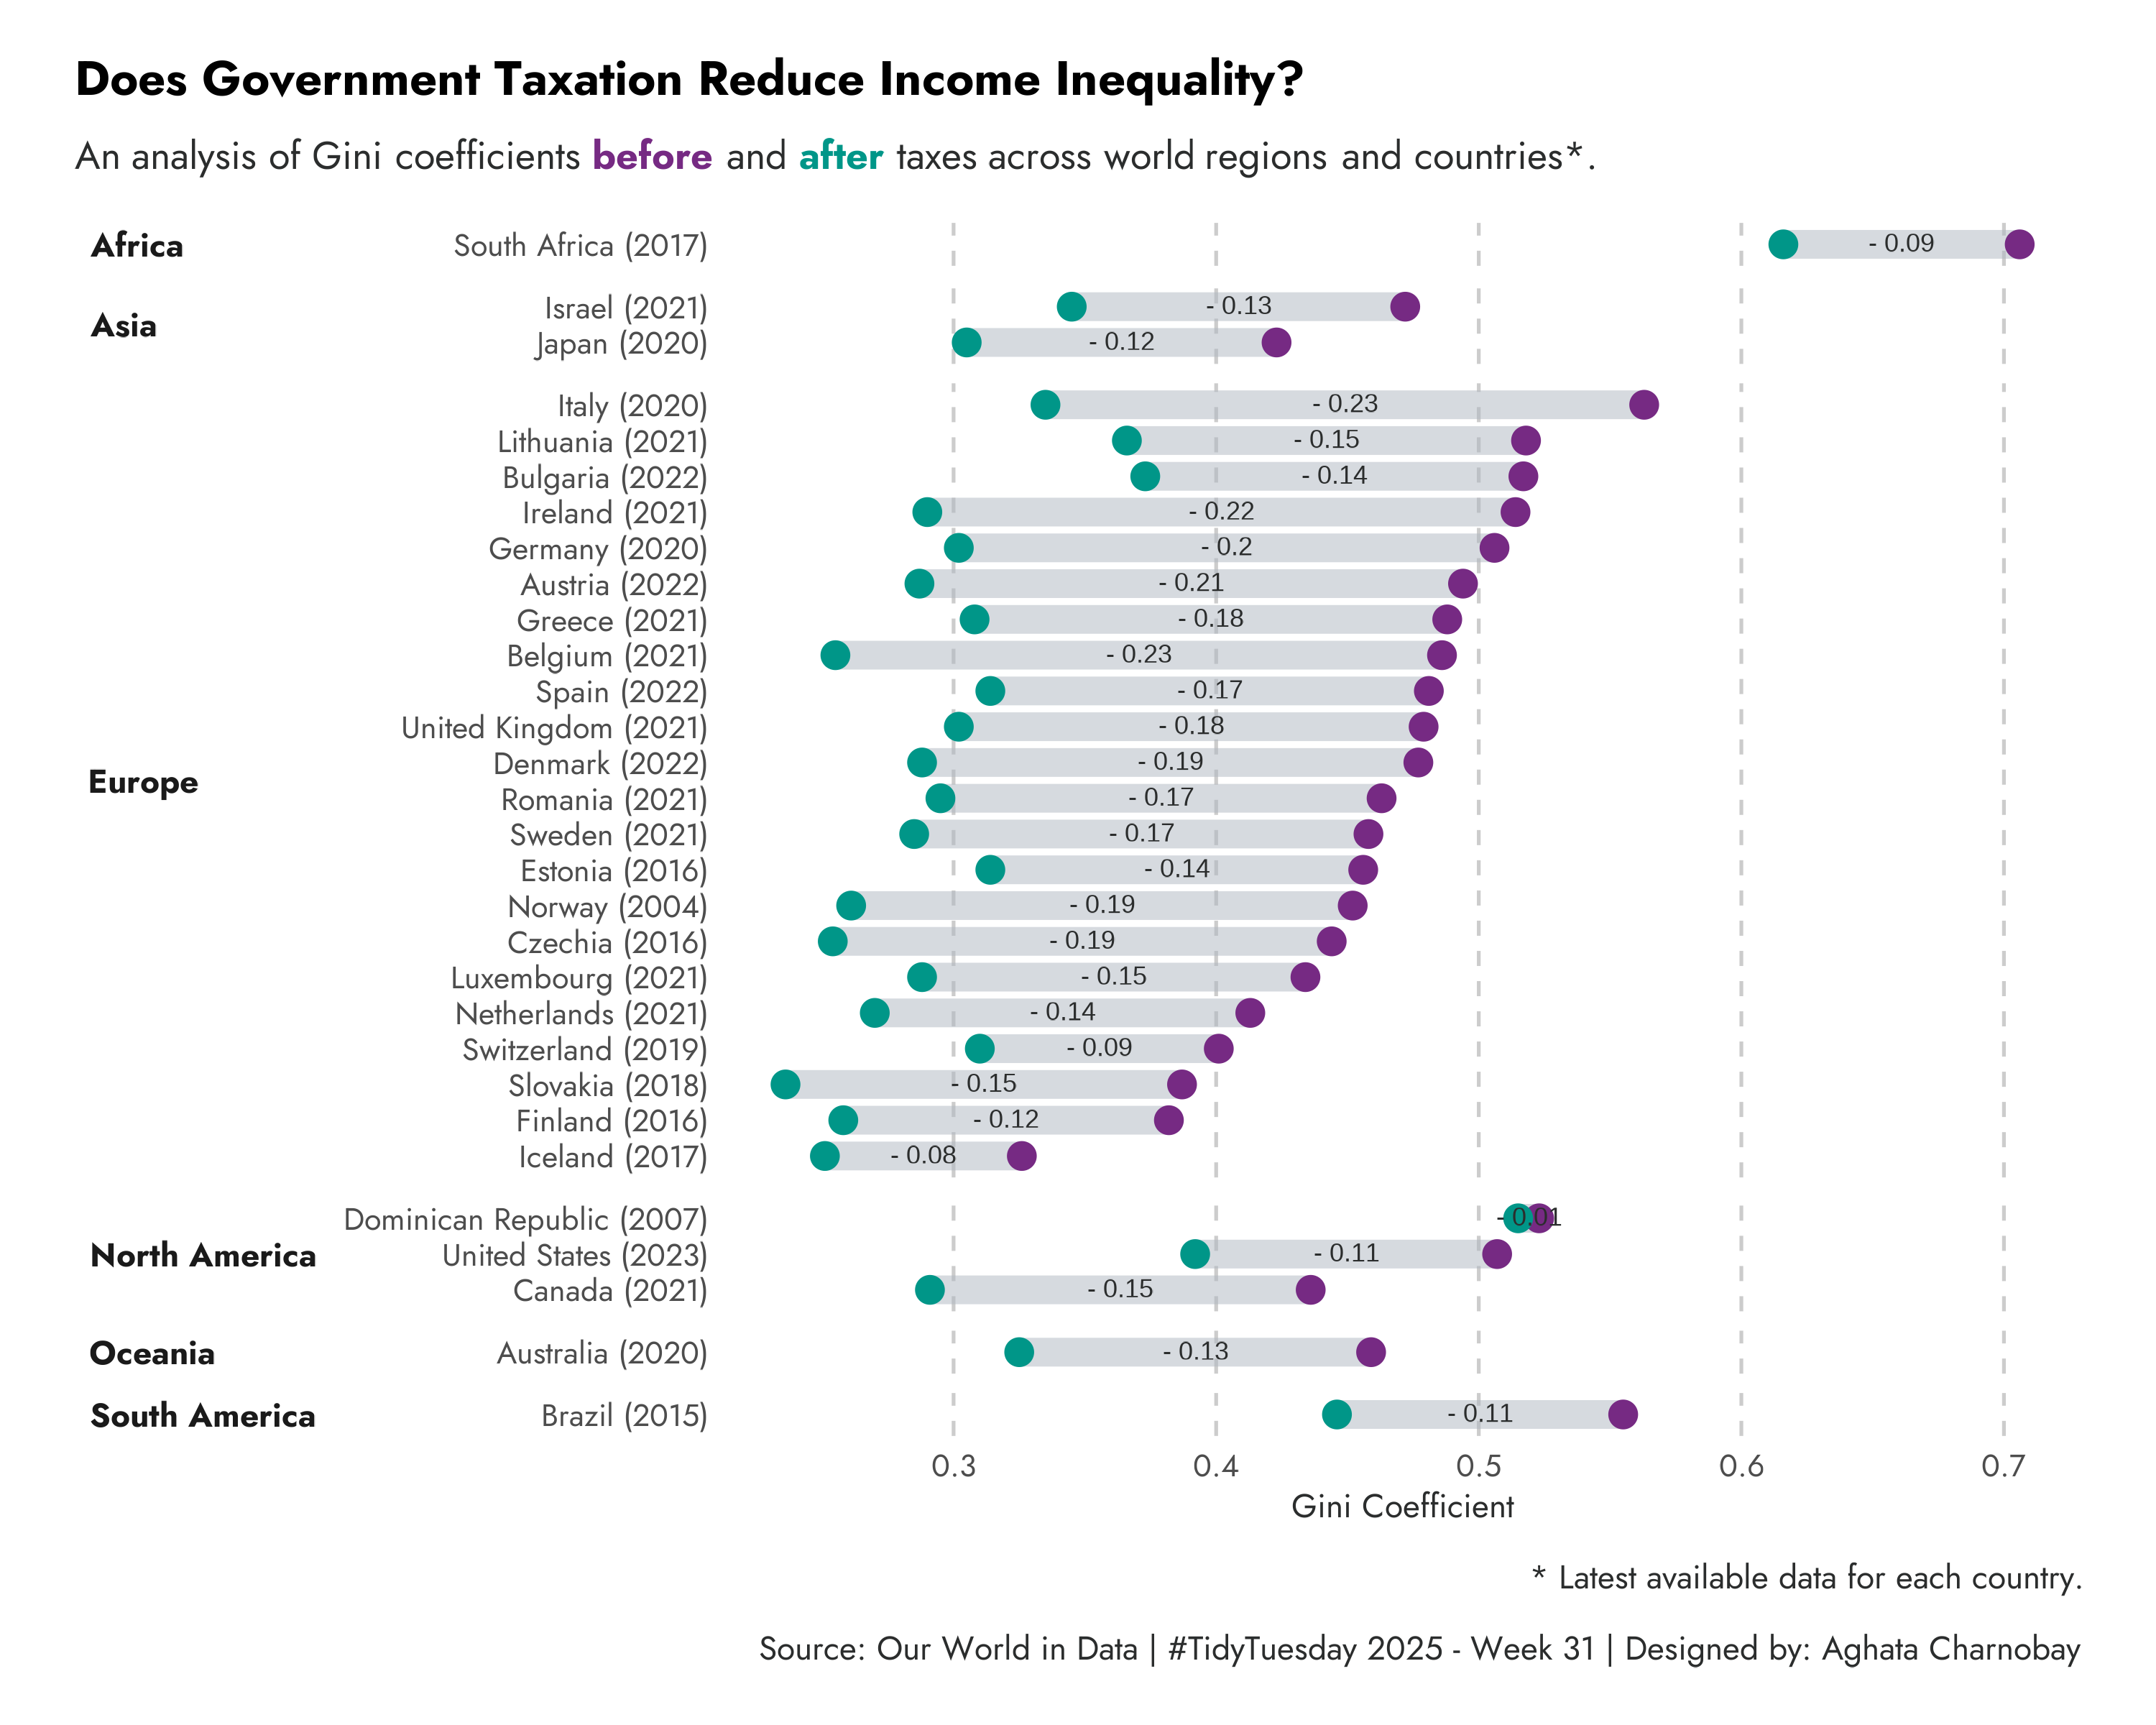 Does Government Taxation Reduce Income Inequality?
An analysis of Gini coefficients before and after taxes across world regions and countries*.
Africa
South Africa (2017)
- 0.09
Asia
Israel (2021)
- 0.13
Japan (2020)
- 0.12
Europe
Italy (2020)
- 0.23
Lithuania (2021)
- 0.15
Bulgaria (2022)
- 0.14
Ireland (2021)
- 0.22
Germany (2020)
- 0.2
Austria (2022)
- 0.21
Greece (2021)
- 0.18
Belgium (2021)
- 0.23
Spain (2022)
- 0.17
United Kingdom (2021)
- 0.18
Denmark (2022)
- 0.19
Romania (2021)
- 0.17
Sweden (2021)
- 0.17
Estonia (2016)
- 0.14
Norway (2004)
- 0.19
Czechia (2016)
- 0.19
Luxembourg (2021)
- 0.15
Netherlands (2021)
- 0.14
Switzerland (2019)
- 0.09
Slovakia (2018)
- 0.15
Finland (2016)
- 0.12
Iceland (2017)
- 0.08
North America
Dominican Republic (2007)
- 0.01
United States (2023)
- 0.11
Canada (2021)
- 0.15
Oceania
Australia (2020)
- 0.13
South America
Brazil (2015)
- 0.11
0.3 0.4 0.5 0.6 0.7
Gini Coefficient
* Latest available data for each country.
Source: Our World in Data | #TidyTuesday 2025 - Week 31 | Designed by: Aghata Charnobay